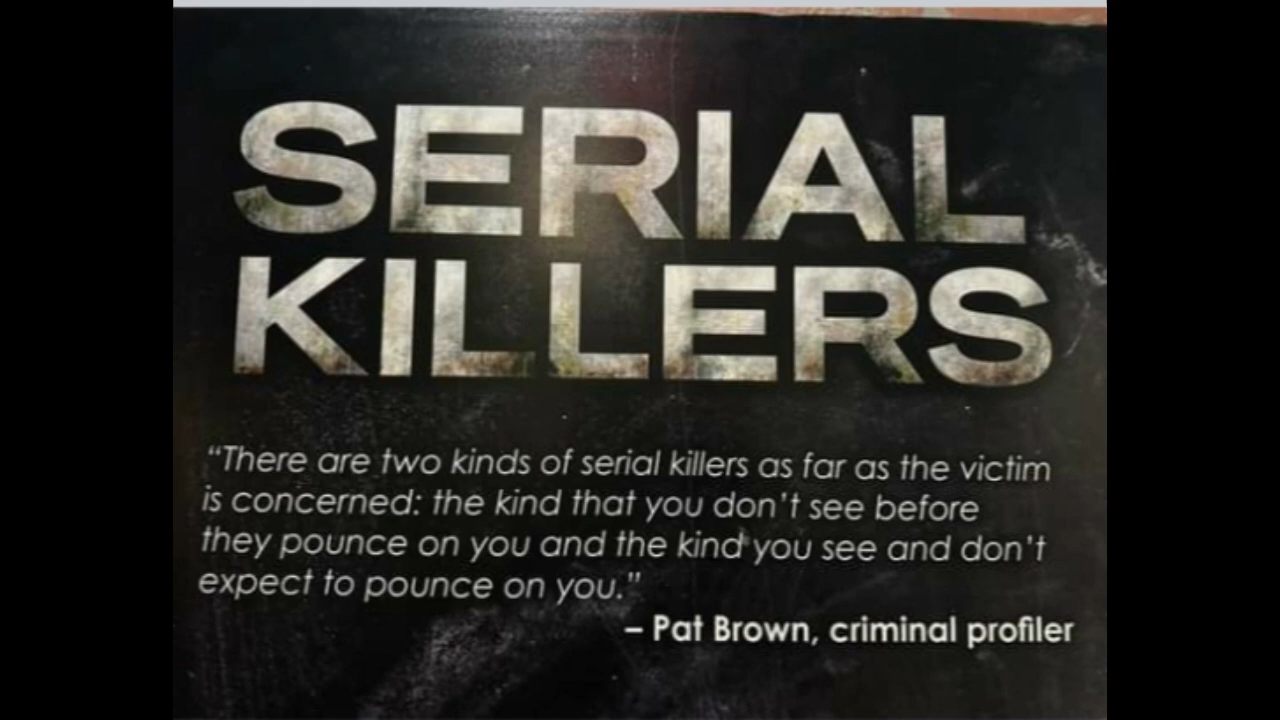 SERIAL
KILLERS
“There are two kinds of serial killers as far as the victim
is concerned: the kind that you don’t see before
they pounce on you and the kind you see and don’t
expect to pounce on you.”
– Pat Brown, criminal profiler